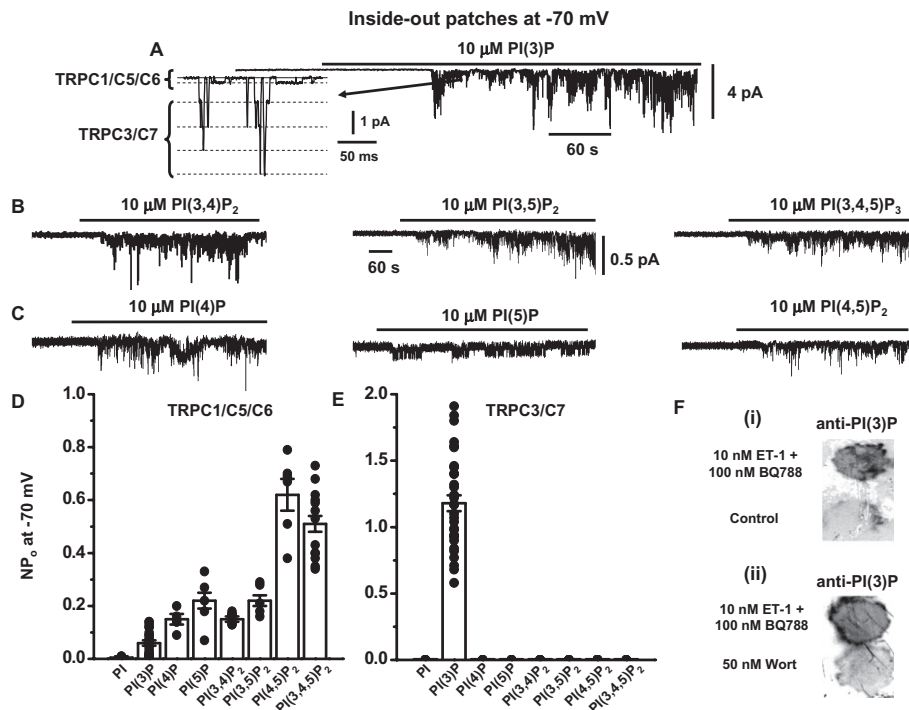 Inside-out patches at -70 mV
A
10 μM PI(3)P
TRPC1/C5/C6
TRPC3/C7
1 pA
50 ms
60 s
4 pA
B
10 μM PI(3,4)P2
10 μM PI(3,5)P2
10 μM PI(3,4,5)P3
60 s
0.5 pA
C
10 μM PI(4)P
10 μM PI(5)P
10 μM PI(4,5)P2
D
TRPC1/C5/C6
NPo at -70 mV
1.0
0.8
0.6
0.4
0.2
0.0
PI
PI(3)P
PI(4)P
PI(5)P
PI(3,4)P2
PI(3,5)P2
PI(4,5)P2
PI(3,4,5)P2
E
TRPC3/C7
2.0
1.5
1.0
0.5
0.0
PI
PI(3)P
PI(4)P
PI(5)P
PI(3,4)P2
PI(3,5)P2
PI(4,5)P2
PI(3,4,5)P2
F
(i)
anti-PI(3)P
10 nM ET-1 +
100 nM BQ788
Control
(ii)
anti-PI(3)P
10 nM ET-1 +
100 nM BQ788
50 nM Wort